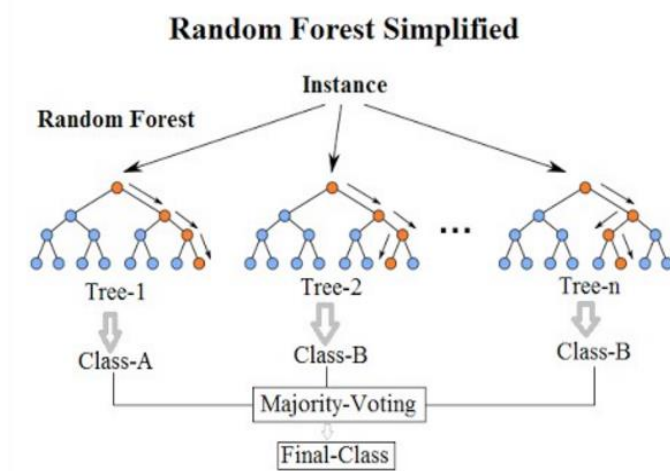 Random Forest Simplified
Instance
Random Forest
...
Tree-1
Tree-2
Tree-n
Class-A
Class-B
Class-B
Majority-Voting
Final-Class